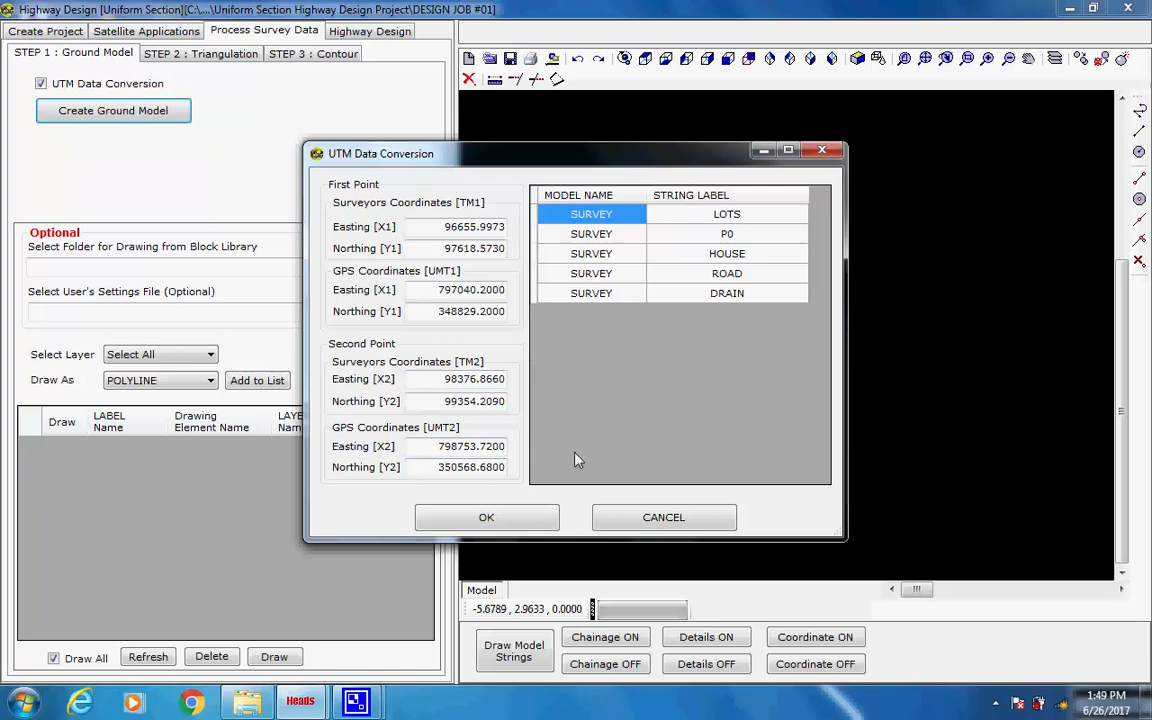 Highway Design [Uniform Section][C:\....\Uniform Section Highway Design Project\DESIGN JOB #01]
Create Project
Satellite Applications
Process Survey Data
Highway Design
STEP 1 : Ground Model
STEP 2 : Triangulation
STEP 3 : Contour
UTM Data Conversion
Create Ground Model
UTM Data Conversion
First Point
Surveyors Coordinates [TM1]
Easting [X1] 96655.9973
Northing [Y1] 97618.5730
GPS Coordinates [UMT1]
Easting [X1] 797040.2000
Northing [Y1] 348829.2000
Second Point
Surveyors Coordinates [TM2]
Easting [X2] 98376.8660
Northing [Y2] 99354.2090
GPS Coordinates [UMT2]
Easting [X2] 798753.7200
Northing [Y2] 350568.6800
MODEL NAME STRING LABEL
SURVEY LOTS
SURVEY P0
SURVEY HOUSE
SURVEY ROAD
SURVEY DRAIN
OK
CANCEL
Optional
Select Folder for Drawing from Block Library
Select User's Settings File (Optional)
Select Layer Select All
Draw As POLYLINE Add to List
Draw
LABEL Name
Drawing Element Name
LAYE Nam
Draw All
Refresh
Delete
Draw
Model
-5.6789 , 2.9633 , 0.0000
Draw Model Strings
Chainage ON
Details ON
Coordinate ON
Chainage OFF
Details OFF
Coordinate OFF
Heads
1:49 PM
6/26/2017